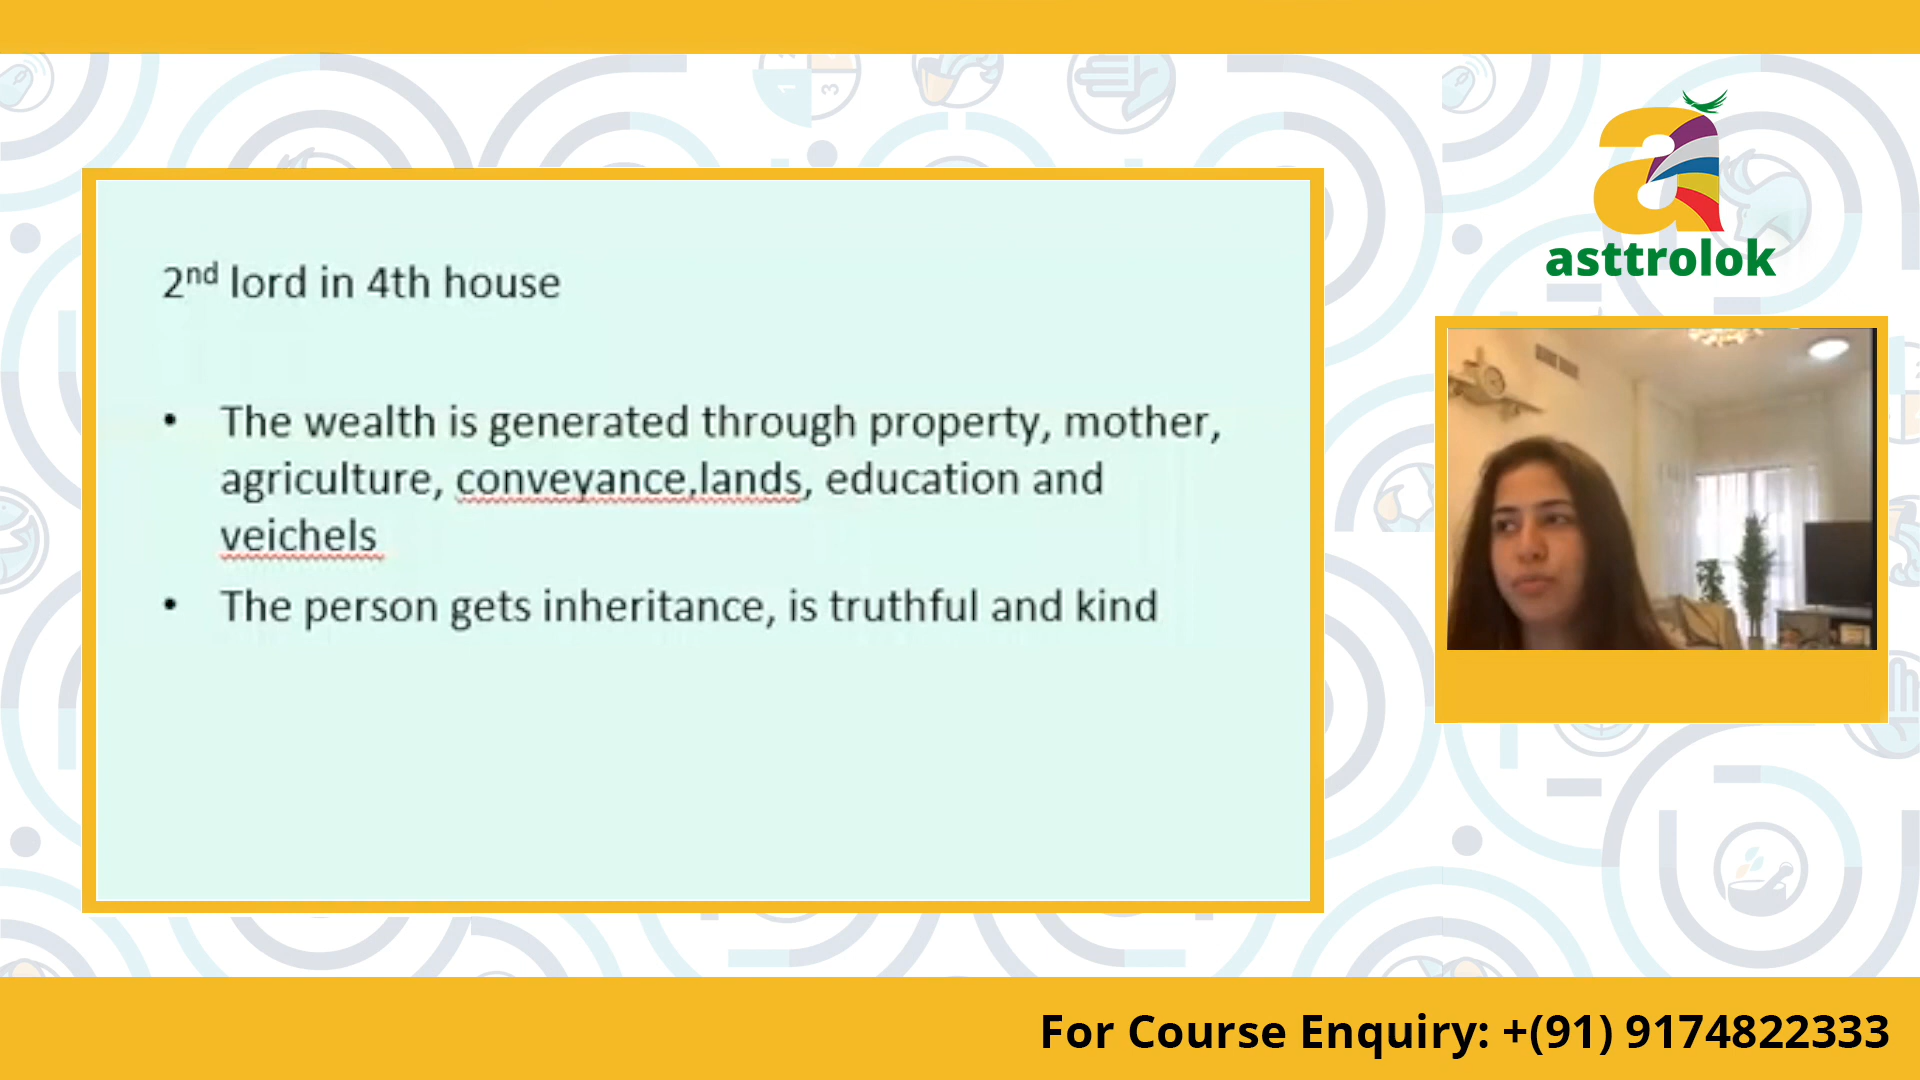 2nd lord in 4th house
• The wealth is generated through property, mother,
agriculture, conveyance,lands, education and
veichels
• The person gets inheritance, is truthful and kind
asttrolok
For Course Enquiry: +(91) 9174822333